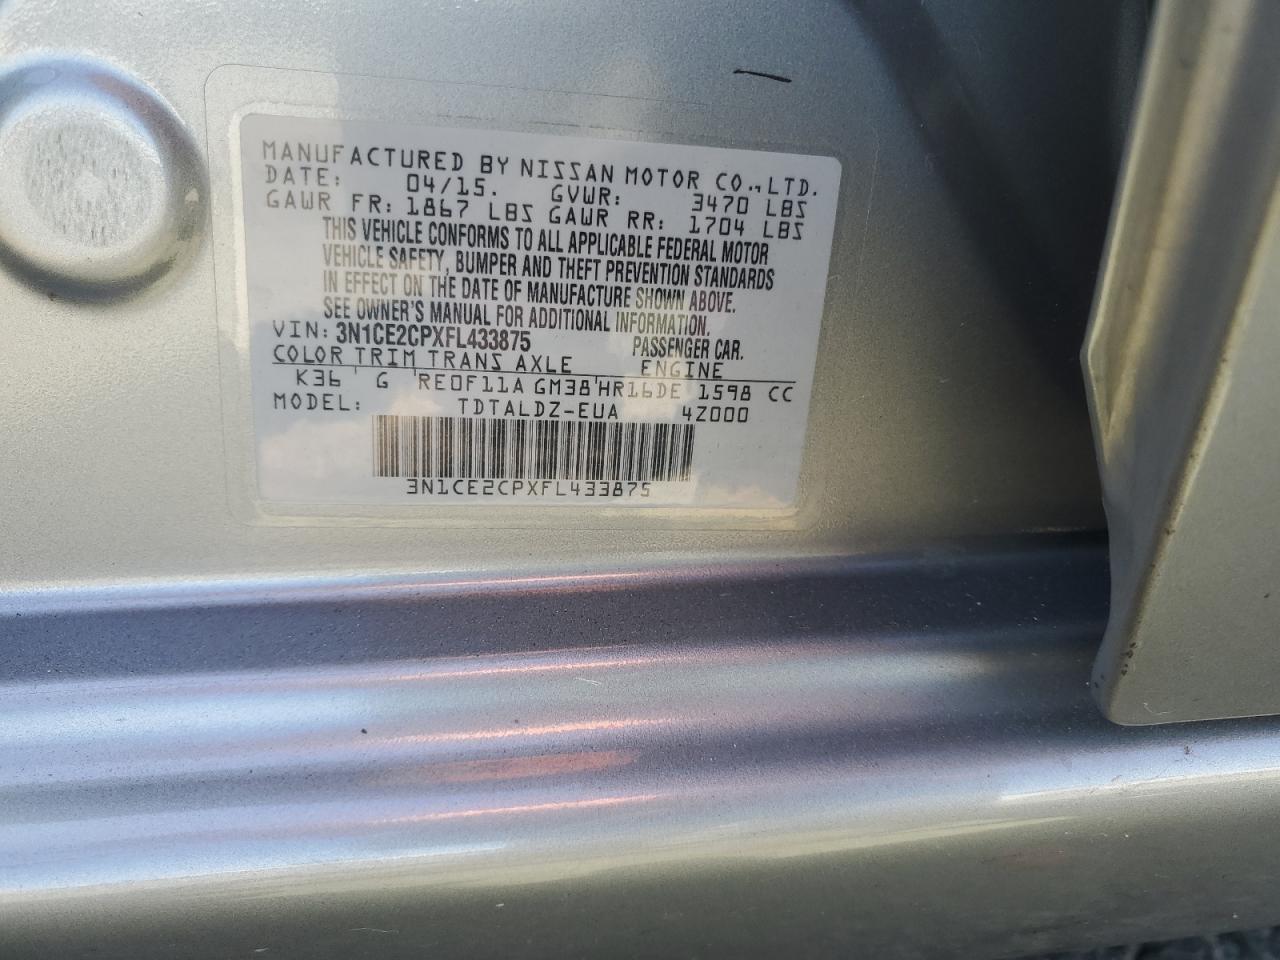 MANUFACTURED BY NISSAN MOTOR CO.,LTD.
DATE: 04/15. GVWR: 3470 LBS
GAWR FR: 1867 LBS GAWR RR: 1704 LBS
THIS VEHICLE CONFORMS TO ALL APPLICABLE FEDERAL MOTOR
VEHICLE SAFETY, BUMPER AND THEFT PREVENTION STANDARDS
IN EFFECT ON THE DATE OF MANUFACTURE SHOWN ABOVE.
SEE OWNER'S MANUAL FOR ADDITIONAL INFORMATION.
VIN: 3N1CE2CPXFL433875 PASSENGER CAR.
COLOR TRIM TRANS AXLE ENGINE
K36 ' G 'RE0F11A GM38'HR16DE 1598 CC
MODEL: TDTALDZ-EUA 4Z000
3N1CE2CPXFL433875